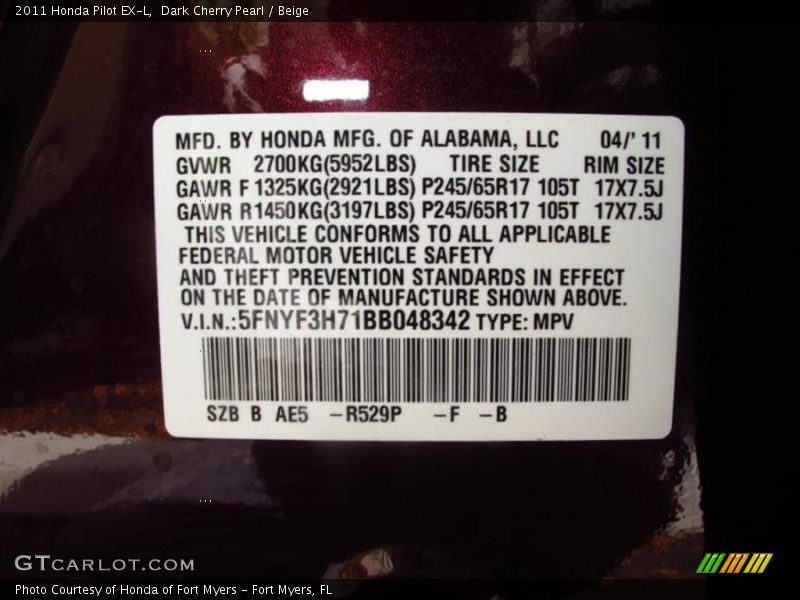 2011 Honda Pilot EX-L,  Dark Cherry Pearl / Beige
MFD. BY HONDA MFG. OF ALABAMA, LLC 04/' 11
GVWR 2700KG(5952LBS) TIRE SIZE RIM SIZE
GAWR F 1325KG(2921LBS) P245/65R17 105T 17X7.5J
GAWR R1450KG(3197LBS) P245/65R17 105T 17X7.5J
THIS VEHICLE CONFORMS TO ALL APPLICABLE
FEDERAL MOTOR VEHICLE SAFETY
AND THEFT PREVENTION STANDARDS IN EFFECT
ON THE DATE OF MANUFACTURE SHOWN ABOVE.
V.I.N.:5FNYF3H71BB048342 TYPE: MPV
SZB B AE5 -R529P -F -B
GTCARLOT.COM
Photo Courtesy of Honda of Fort Myers - Fort Myers, FL